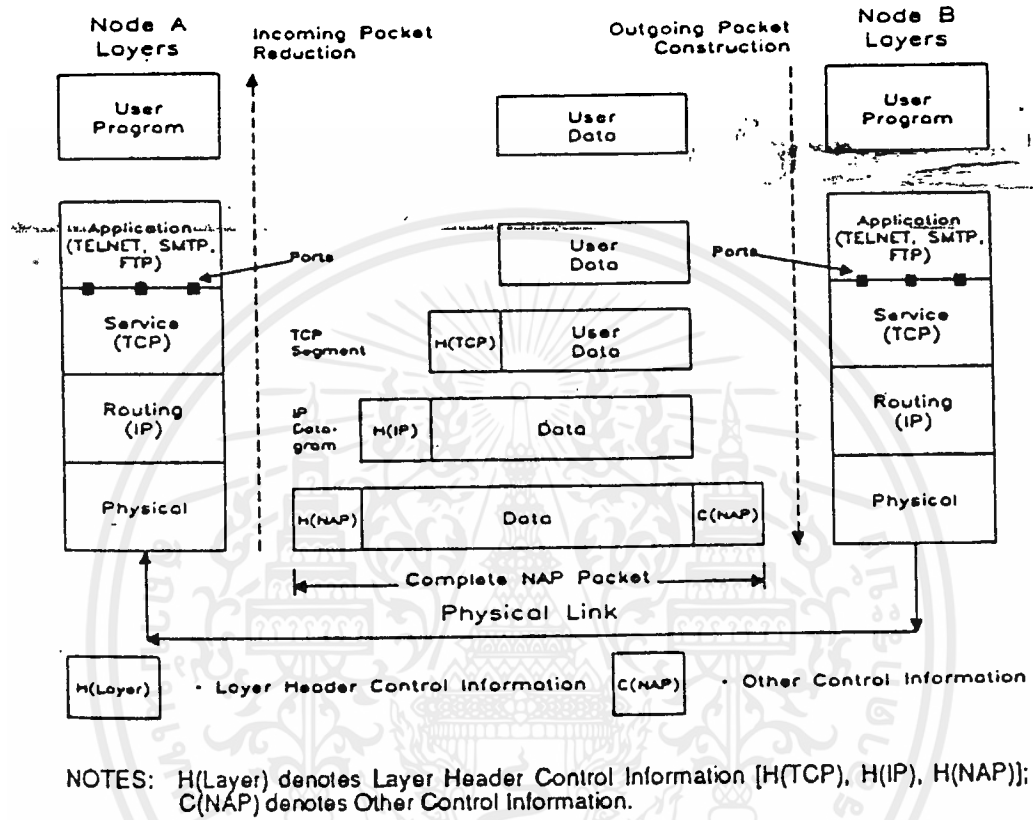 Node A
Layers
Incoming Packet
Reduction
Outgoing Packet
Construction
Node B
Layers
User
Program
User
Data
User
Program
Application
(TELNET, SMTP,
FTP)
Ports
User
Data
Ports
Application
(TELNET, SMTP,
FTP)
Service
(TCP)
TCP
Segment
H(TCP)
User
Data
Service
(TCP)
Routing
(IP)
IP
Data-
gram
H(IP)
Data
Routing
(IP)
Physical
H(NAP)
Data
C(NAP)
Physical
Complete NAP Packet
Physical Link
H(Layer)
· Layer Header Control Information
C(NAP)
· Other Control Information
NOTES: H(Layer) denotes Layer Header Control Information [H(TCP), H(IP), H(NAP)];
C(NAP) denotes Other Control Information.